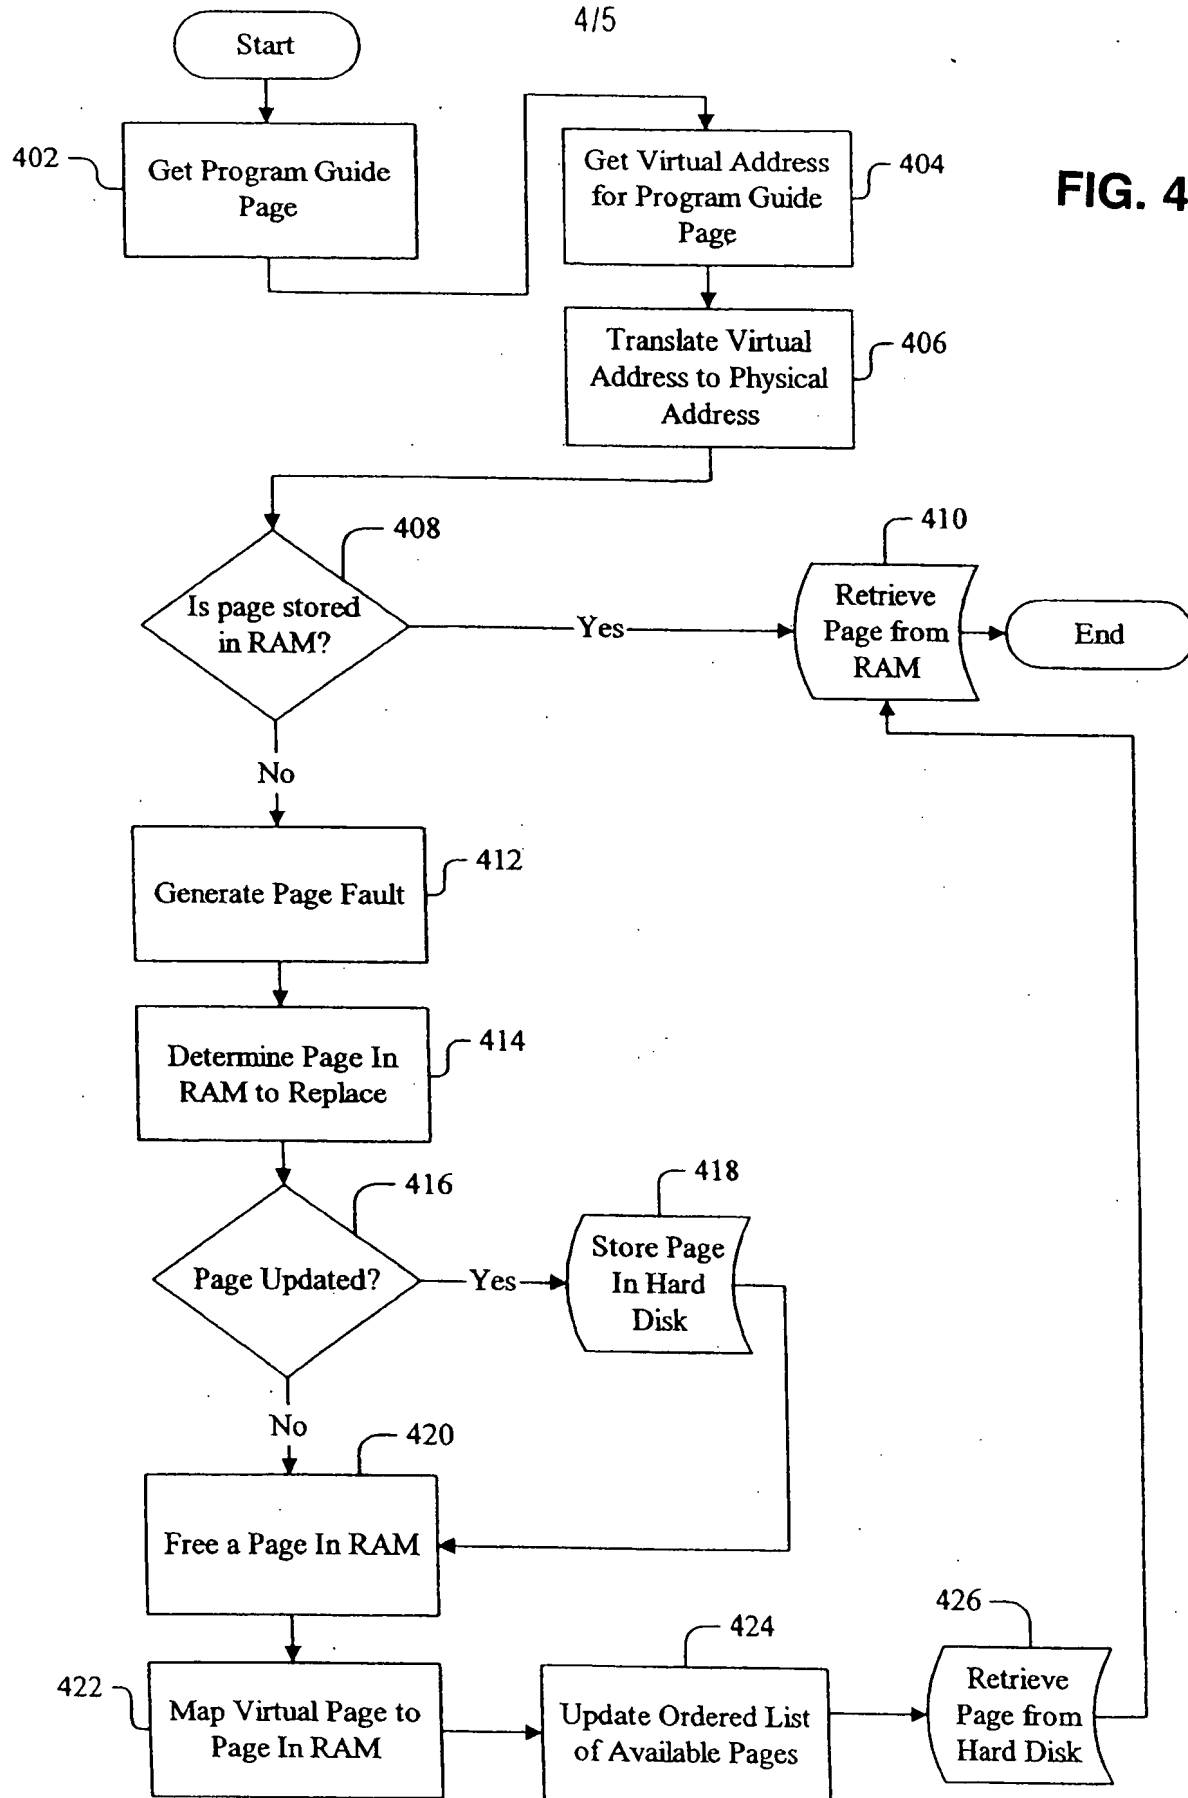 4/5
Start
402
Get Program Guide
Page
Get Virtual Address
for Program Guide
Page
404
FIG. 4
Translate Virtual
Address to Physical
Address
406
408
Is page stored
in RAM?
Yes
410
Retrieve
Page from
RAM
End
No
Generate Page Fault
412
Determine Page In
RAM to Replace
414
416
Page Updated?
Yes
418
Store Page
In Hard
Disk
No
420
Free a Page In RAM
422
Map Virtual Page to
Page In RAM
424
Update Ordered List
of Available Pages
426
Retrieve
Page from
Hard Disk